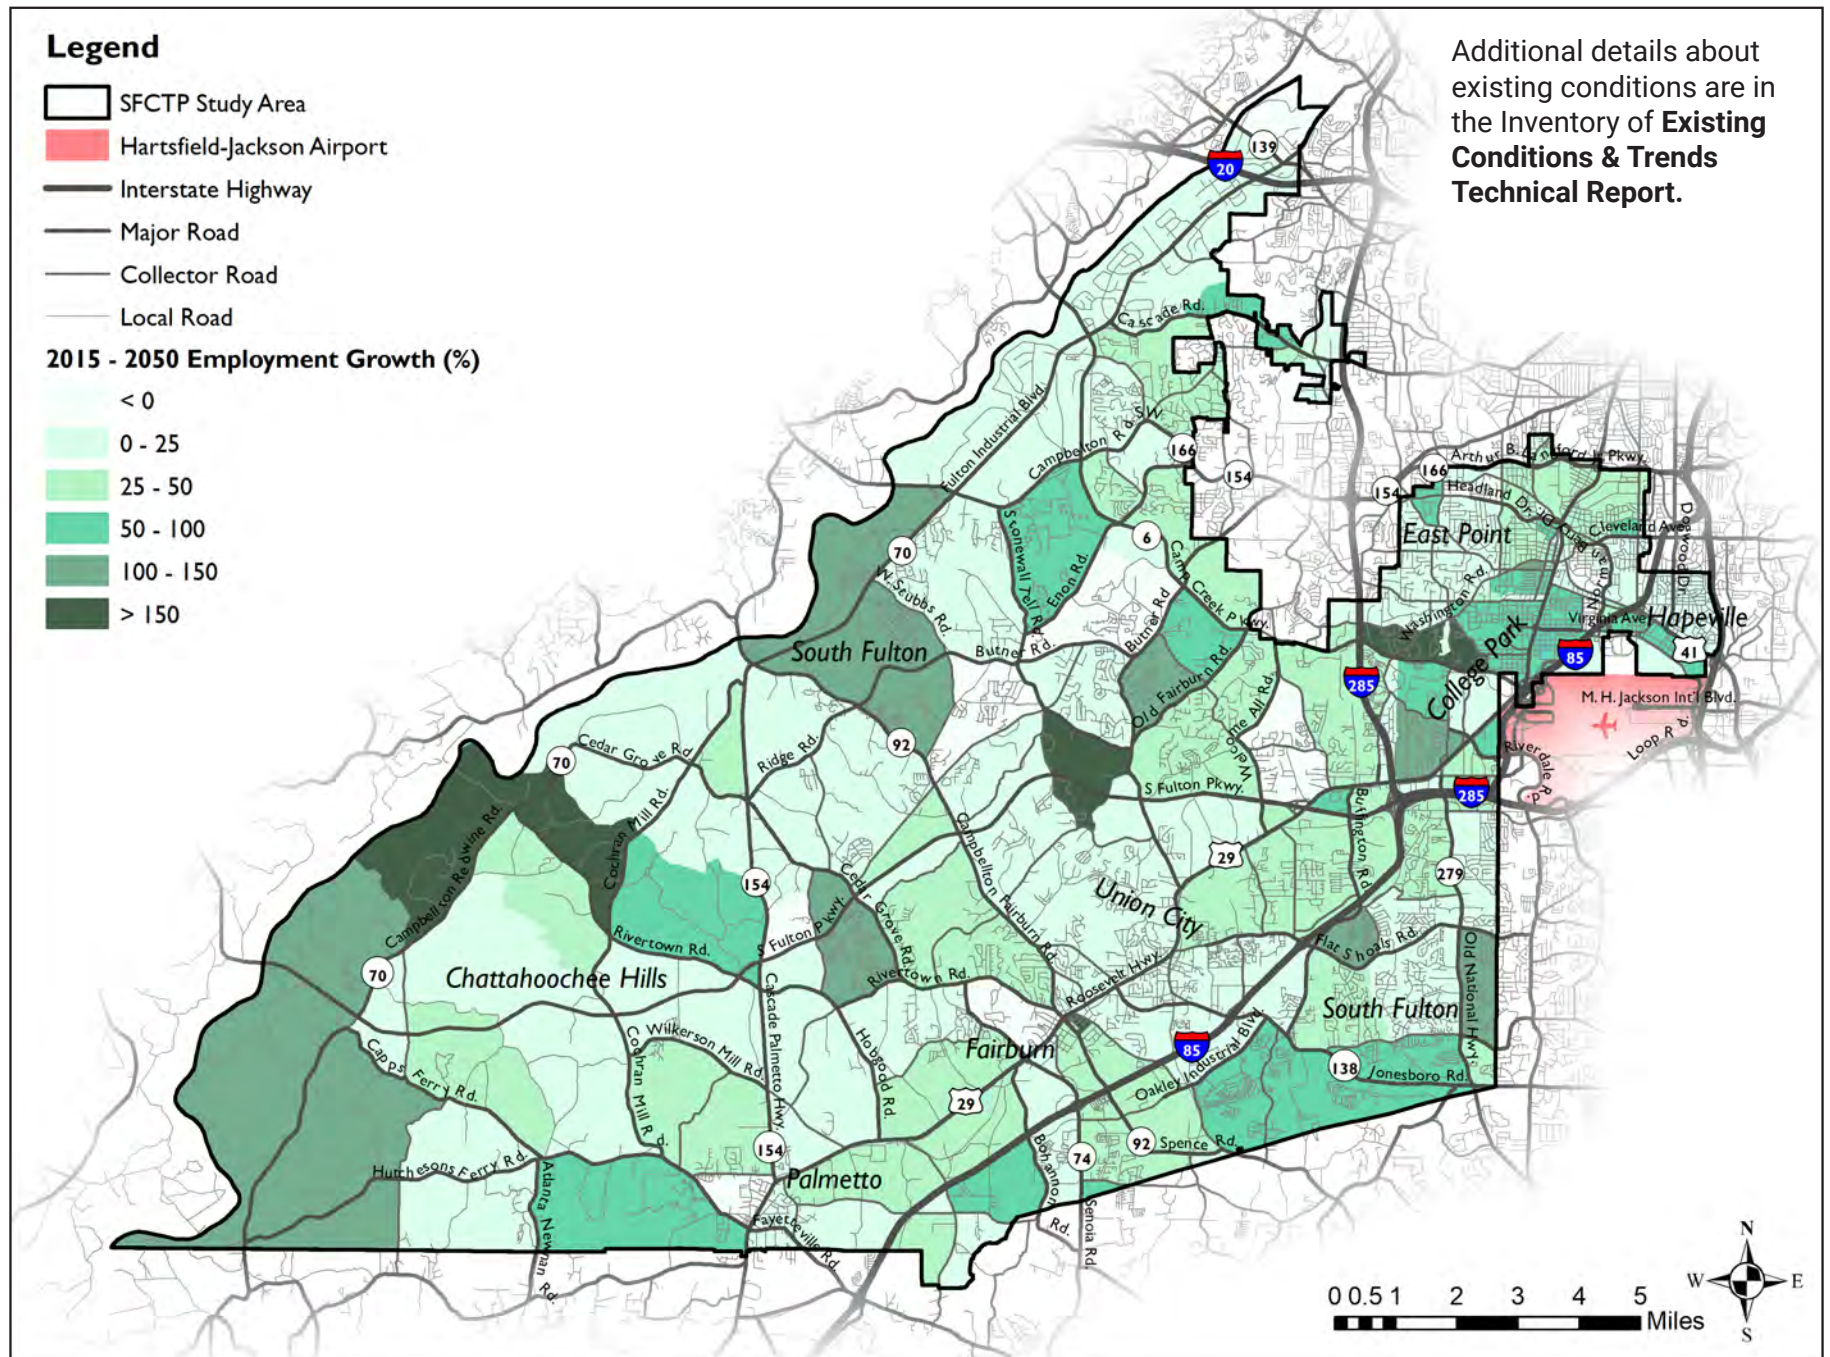 Legend
SFCTP Study Area
Hartsfield-Jackson Airport
Interstate Highway
Major Road
Collector Road
Local Road
2015 - 2050 Employment Growth (%)
< 0
0 - 25
25 - 50
50 - 100
100 - 150
> 150
Additional details about
existing conditions are in
the Inventory of Existing
Conditions & Trends
Technical Report.
139
20
Cascade Rd.
Fulton Industrial Blvd.
Campbelton Rd. S.W.
166
154
166
Arthur B. Langford Jr. Pkwy.
154
Headland Dr.
East Point
Cleveland Ave.
Dogwood Dr.
Norman Berry Dr.
6
70
Stonewall Tell Rd.
Enon Rd.
Camp Creek Pkwy.
W Stubbs Rd.
Butner Rd
Washington Rd.
Virginia Ave
Hapeville
South Fulton
Butner Rd.
Old Fairburn Rd.
College Park
85
41
285
M. H. Jackson Int'l Blvd.
Welcome All Rd.
92
Loop Rd.
Riverdale Rd.
70
Cedar Grove Rd.
Ridge Rd.
S Fulton Pkwy.
285
Buffington Rd.
Campbellton Redwine Rd.
Cochran Mill Rd.
Campbellton Fairburn Rd.
29
279
154
Cedar Grove Rd.
Union City
S Fulton Pkwy.
Rivertown Rd.
Flat Shoals Rd.
Old National Hwy.
70
Chattahoochee Hills
Rivertown Rd.
Roosevelt Hwy.
Cascade Palmetto Hwy.
South Fulton
Capps Ferry Rd.
Cochran Mill Rd.
Wilkerson Mill Rd.
Hobgood Rd.
Fairburn
85
Oakley Industrial Blvd.
138
Jonesboro Rd.
29
154
Bohannon Rd.
74
92
Spence Rd.
Hutchesons Ferry Rd.
Atlanta Newnan Rd.
Palmetto
Fayetteville Rd.
Senoia Rd.
N
W
E
S
0 0.5 1 2 3 4 5
Miles